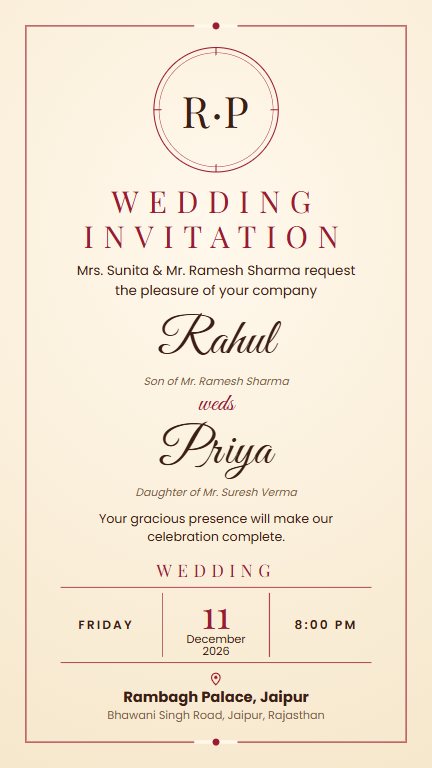 R·P
WEDDING
INVITATION
Mrs. Sunita & Mr. Ramesh Sharma request
the pleasure of your company
Rahul
Son of Mr. Ramesh Sharma
weds
Priya
Daughter of Mr. Suresh Verma
Your gracious presence will make our
celebration complete.
WEDDING
FRIDAY
11
December
2026
8:00 PM
Rambagh Palace, Jaipur
Bhawani Singh Road, Jaipur, Rajasthan